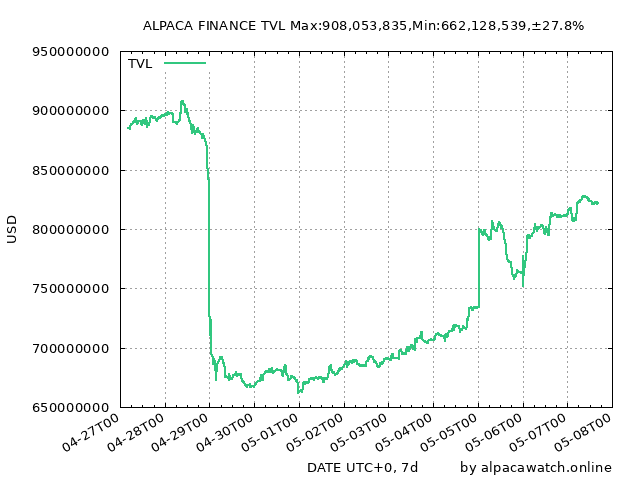 ALPACA FINANCE TVL Max:908,053,835,Min:662,128,539,±27.8%
950000000
TVL
900000000
850000000
800000000
USD
750000000
700000000
650000000
04-27T00
04-28T00
04-29T00
04-30T00
05-01T00
05-02T00
05-03T00
05-04T00
05-05T00
05-06T00
05-07T00
05-08T00
DATE UTC+0, 7d
by alpacawatch.online